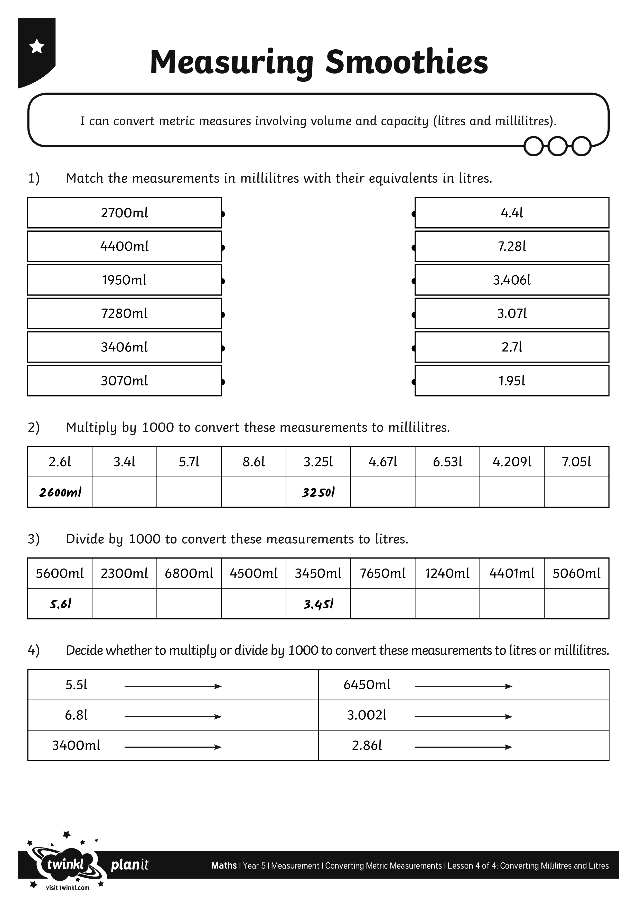 Measuring Smoothies
I can convert metric measures involving volume and capacity (litres and millilitres).
1) Match the measurements in millilitres with their equivalents in litres.
2700ml 4.4l
4400ml 7.28l
1950ml 3.406l
7280ml 3.07l
3406ml 2.7l
3070ml 1.95l
2) Multiply by 1000 to convert these measurements to millilitres.
2.6l 3.4l 5.7l 8.6l 3.25l 4.67l 6.53l 4.209l 7.05l
2600ml 3250l
3) Divide by 1000 to convert these measurements to litres.
5600ml 2300ml 6800ml 4500ml 3450ml 7650ml 1240ml 4401ml 5060ml
5.6l 3.45l
4) Decide whether to multiply or divide by 1000 to convert these measurements to litres or millilitres.
5.5l 6450ml
6.8l 3.002l
3400ml 2.86l
twinkl planit Maths | Year 5 | Measurement | Converting Metric Measurements | Lesson 4 of 4: Converting Millilitres and Litres
visit twinkl.com